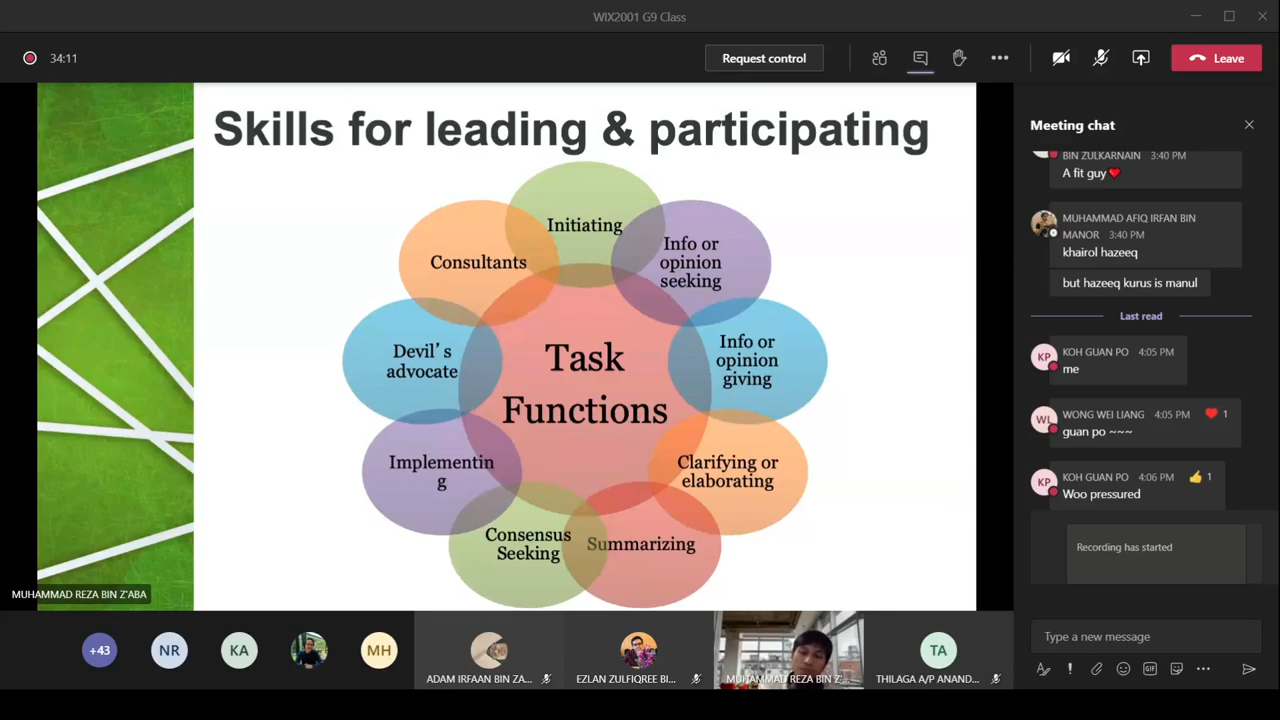 WIX2001 G9 Class
34:11
Request control
Leave
Skills for leading & participating
Initiating
Info or
opinion
seeking
Info or
opinion
giving
Clarifying or
elaborating
Summarizing
Consensus
Seeking
Implementin
g
Devil's
advocate
Consultants
Task
Functions
MUHAMMAD REZA BIN Z'ABA
Meeting chat
BIN ZULKARNAIN 3:40 PM
A fit guy❤
MUHAMMAD AFIQ IRFAN BIN
MANOR 3:40 PM
khairol hazeeq
but hazeeq kurus is manul
Last read
KP KOH GUAN PO 4:05 PM
me
WL WONG WEI LIANG 4:05 PM ❤ 1
guan po ~~~
KP KOH GUAN PO 4:06 PM 👍 1
Woo pressured
Recording has started
Type a new message
GIF
+43
NR
KA
MH
ADAM IRFAAN BIN ZA...
EZLAN ZULFIQREE BI...
MUHAMMAD REZA BIN Z'...
TA
THILAGA A/P ANAND...